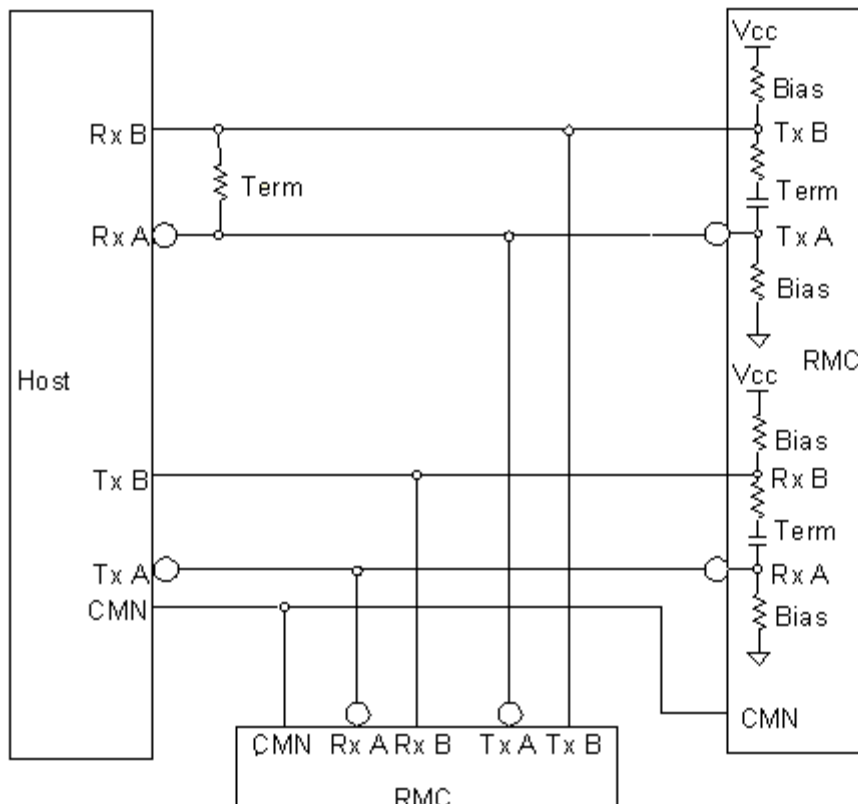 Vcc
Bias
Rx B
Tx B
Term
Term
Rx A
Tx A
Bias
RMC
Host
Vcc
Bias
Tx B
Rx B
Term
Tx A
Rx A
CMN
Bias
CMN
CMN Rx A Rx B Tx A Tx B
RMC